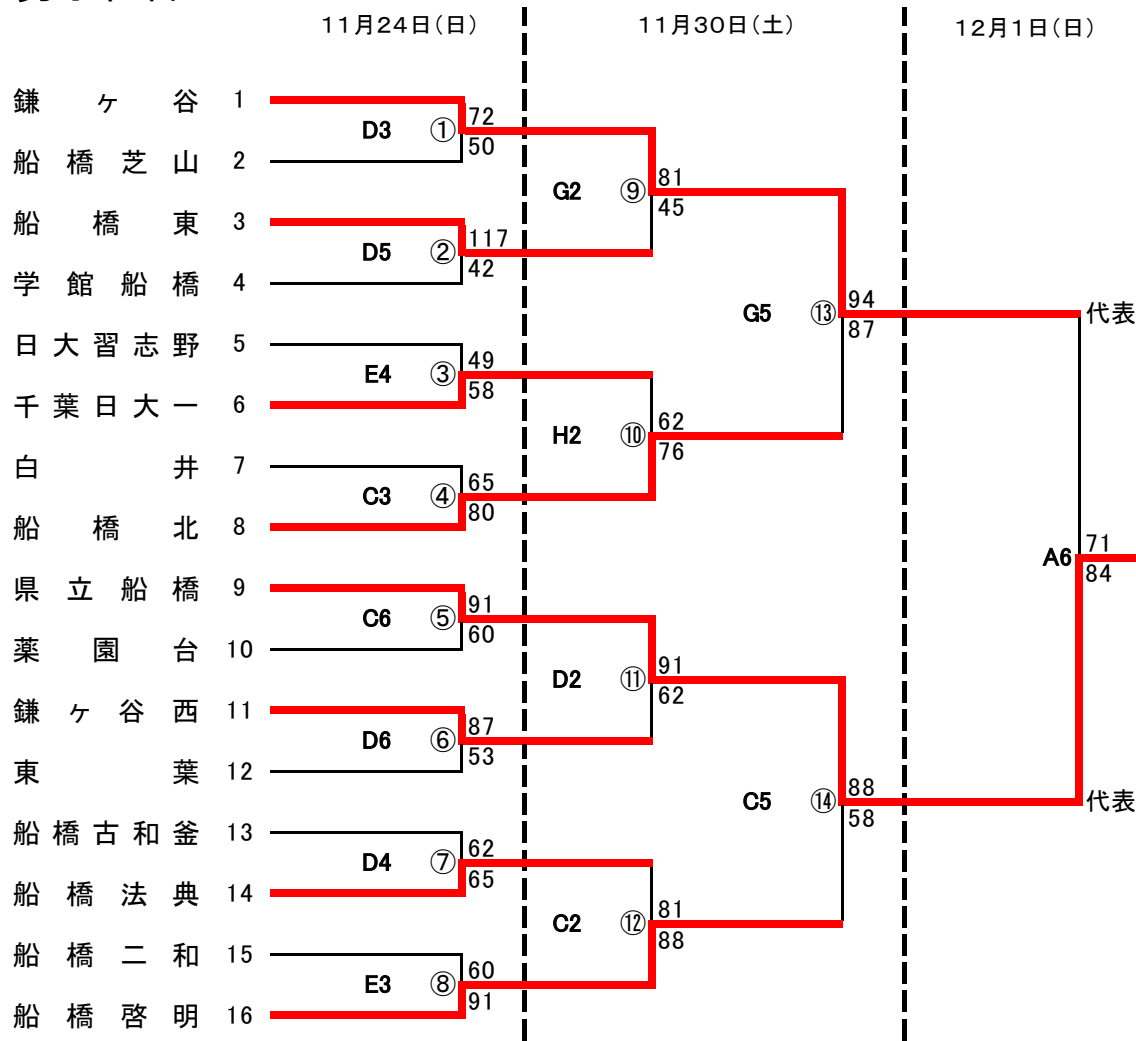 11月24日(日) 11月30日(土) 12月1日(日)
鎌ヶ谷 1
D3 ① 72
50
船橋芝山 2
G2 ⑨ 81
45
船橋東 3
D5 ② 117
42
学館船橋 4
G5 ⑬ 94
87
代表
日大習志野 5
E4 ③ 49
58
千葉日大一 6
H2 ⑩ 62
76
白井 7
C3 ④ 65
80
船橋北 8
A6 71
84
県立船橋 9
C6 ⑤ 91
60
薬園台 10
D2 ⑪ 91
62
鎌ヶ谷西 11
D6 ⑥ 87
53
東葉 12
C5 ⑭ 88
58
代表
船橋古和釜 13
D4 ⑦ 62
65
船橋法典 14
C2 ⑫ 81
88
船橋二和 15
E3 ⑧ 60
91
船橋啓明 16